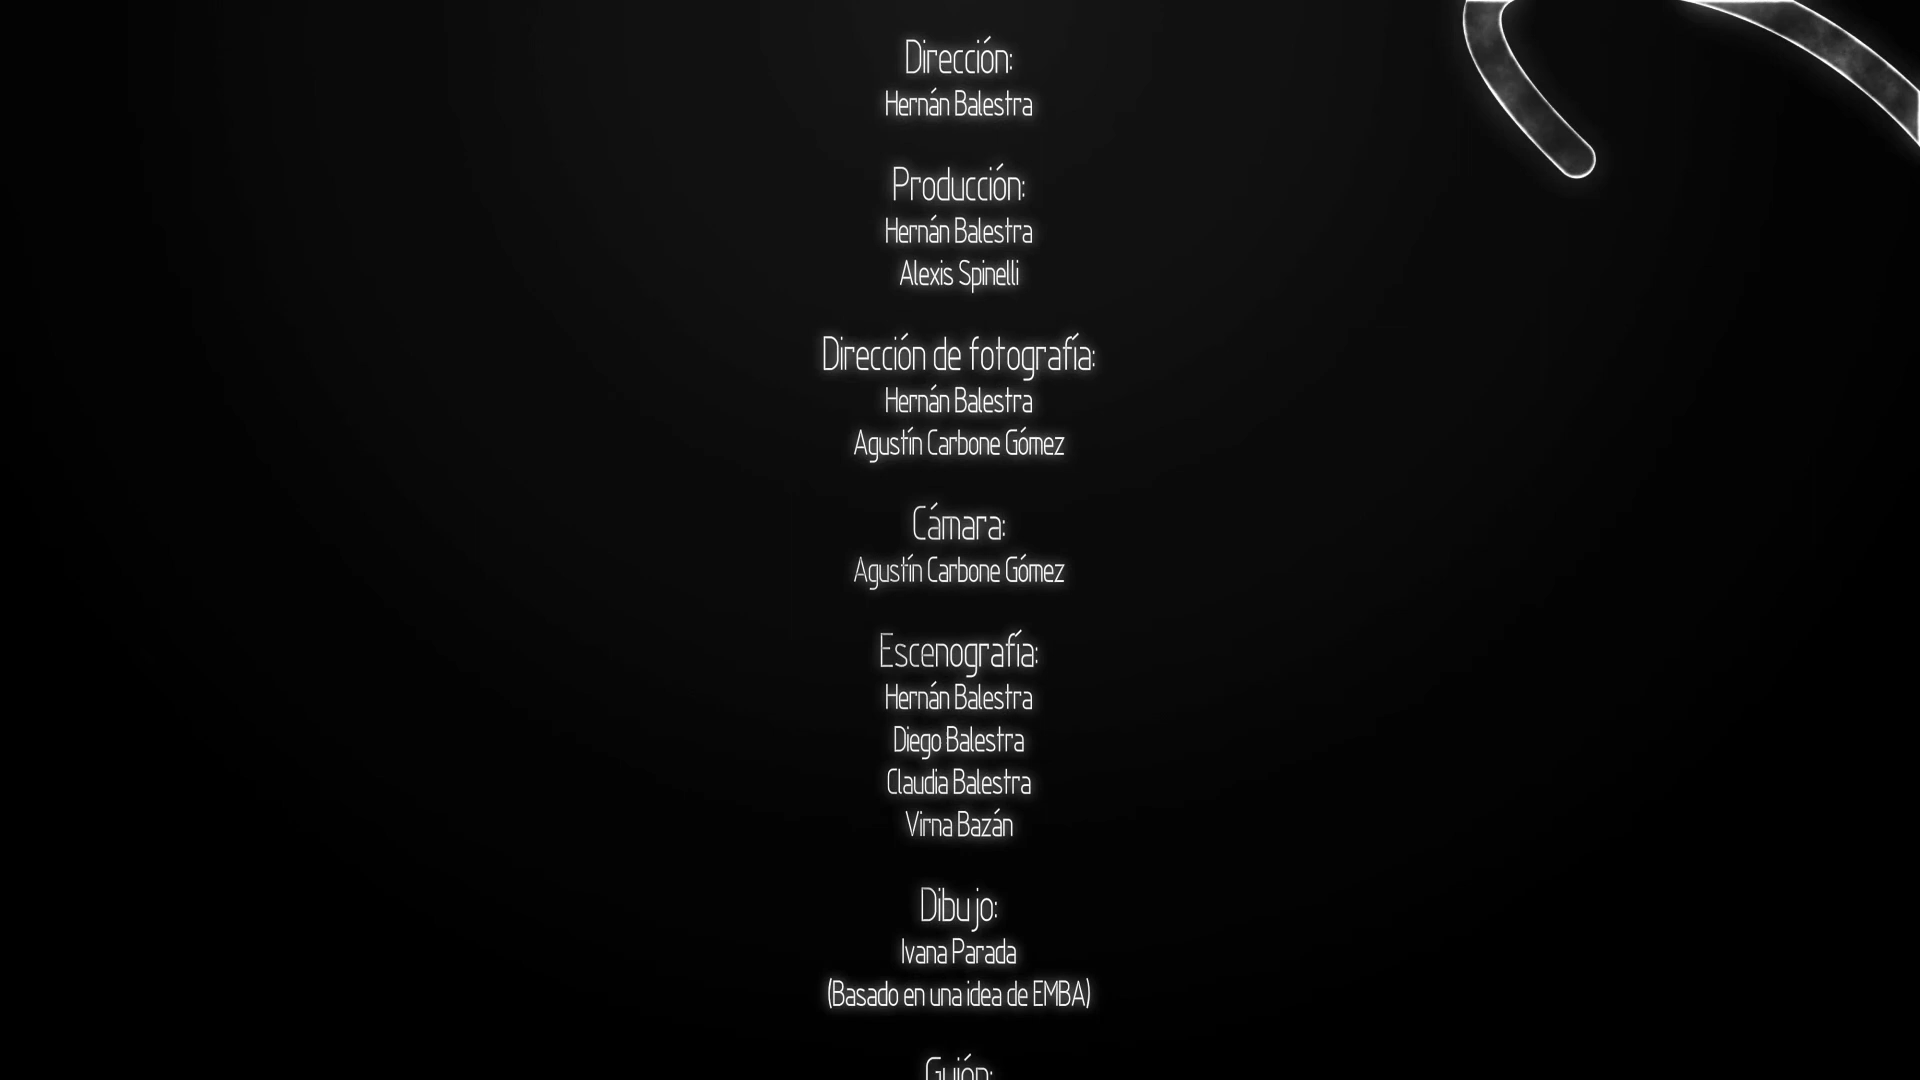 Dirección:
Hernán Balestra
Producción:
Hernán Balestra
Alexis Spinelli
Dirección de fotografía:
Hernán Balestra
Agustín Carbone Gómez
Cámara:
Agustín Carbone Gómez
Escenografía:
Hernán Balestra
Diego Balestra
Claudia Balestra
Virna Bazán
Dibujo:
Ivana Parada
(Basado en una idea de EMBA)
Guión: